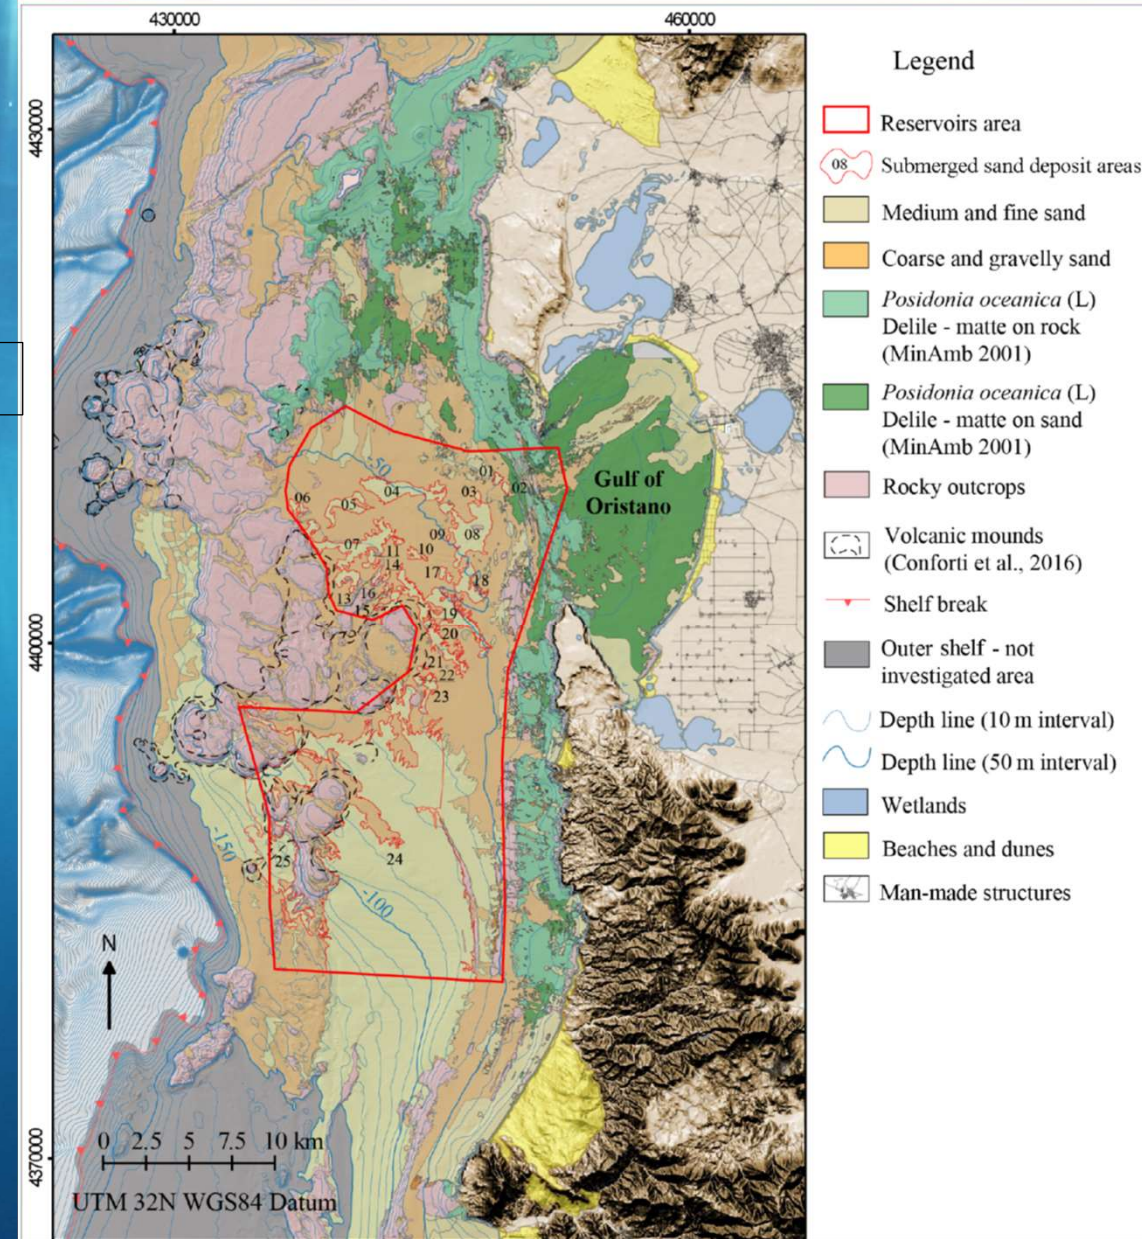 430000 460000
Legend
4430000
Reservoirs area
08 Submerged sand deposit areas
Medium and fine sand
Coarse and gravelly sand
Posidonia oceanica (L)
Delile - matte on rock
(MinAmb 2001)
Posidonia oceanica (L)
Delile - matte on sand
(MinAmb 2001)
Rocky outcrops
Volcanic mounds
(Conforti et al., 2016)
Shelf break
Outer shelf - not
investigated area
Depth line (10 m interval)
Depth line (50 m interval)
Wetlands
Beaches and dunes
Man-made structures
Gulf of
Oristano
-50
01
02
03
04
05
06
07
08
09
10
11
14
17
18
13
16
15
19
20
21
22
23
24
25
4400000
-150
-100
N
4370000
0 2.5 5 7.5 10 km
UTM 32N WGS84 Datum